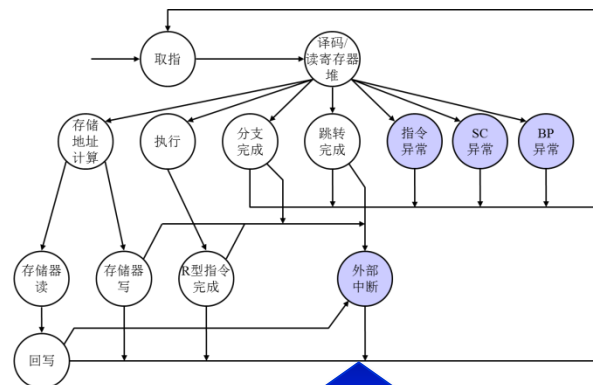 取指
译码/
读寄存器
堆
存储
地址
计算
执行
分支
完成
跳转
完成
指令
异常
SC
异常
BP
异常
存储器
读
存储器
写
R型指令
完成
外部
中断
回写